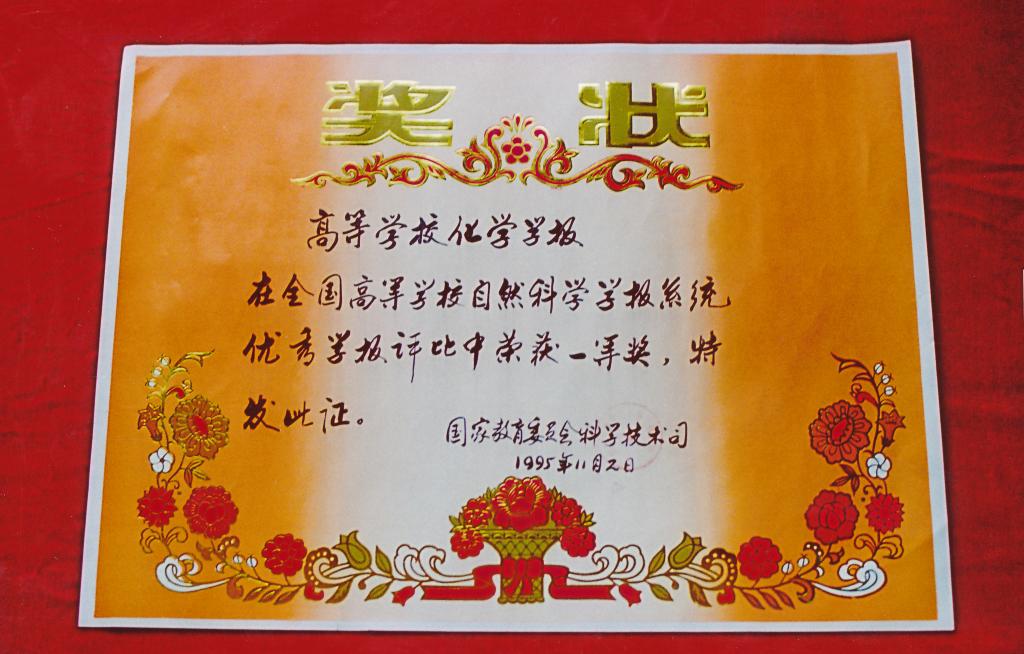 奖状
高等学校化学学报
在全国高等学校自然科学学报系统
优秀学报评比中荣获一等奖，特
发此证。
国家教育委员会科学技术司
1995年11月2日